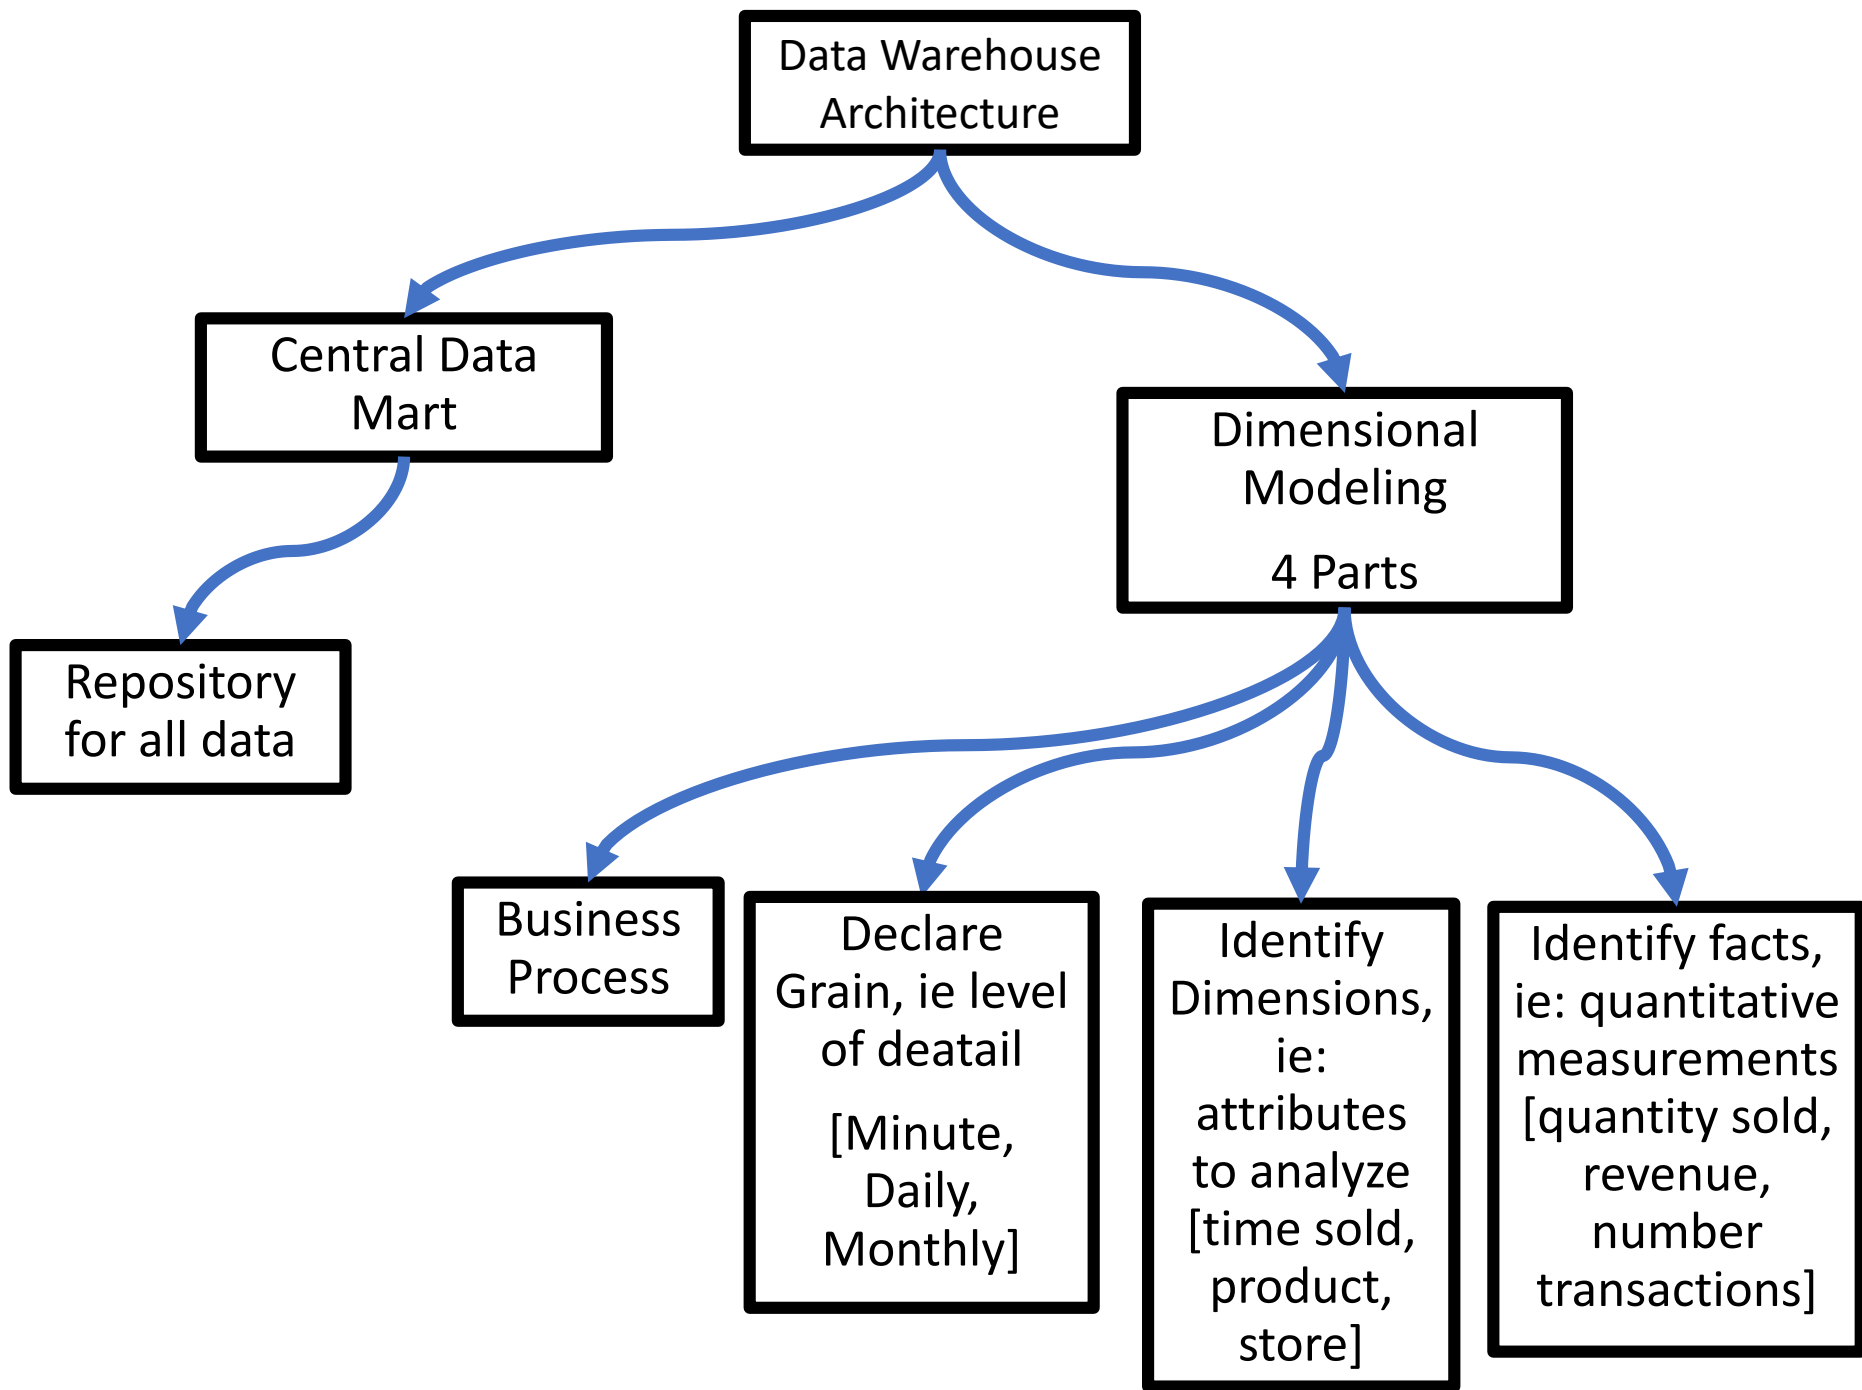 Data Warehouse
Architecture
Central Data
Mart
Dimensional
Modeling
4 Parts
Repository
for all data
Business
Process
Declare
Grain, ie level
of deatail
[Minute,
Daily,
Monthly]
Identify
Dimensions,
ie:
attributes
to analyze
[time sold,
product,
store]
Identify facts,
ie: quantitative
measurements
[quantity sold,
revenue,
number
transactions]